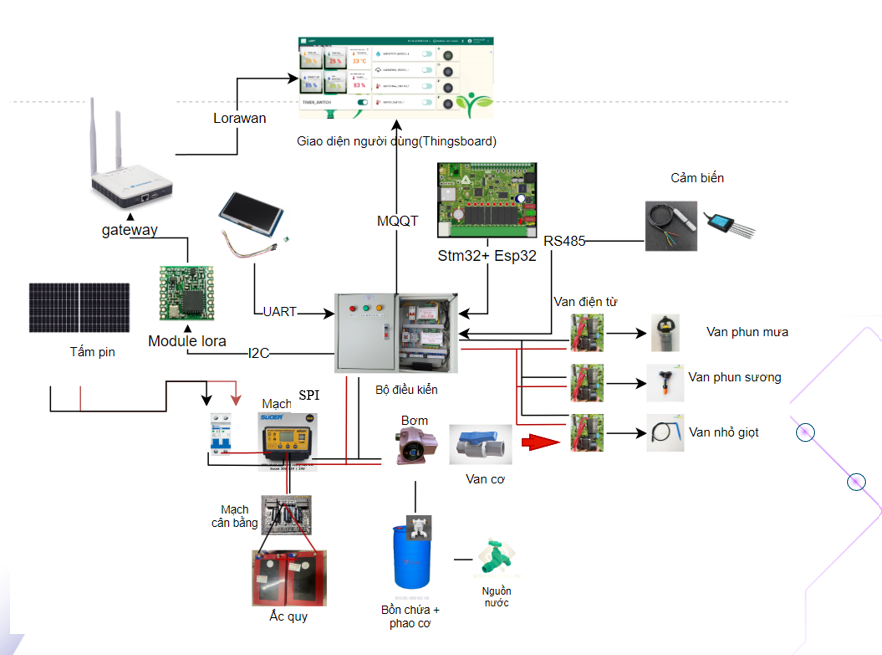 Lorawan
Giao diện người dùng(Thingsboard)
Cảm biến
MQQT
gateway
RS485
Stm32+ Esp32
Van điện từ
UART
Van phun mưa
Module lora
Tấm pin
I2C
Bộ điều kiển
Van phun sương
Mạch SPI
SUOER
Bơm
Van nhỏ giọt
Van cơ
Mạch
cân bằng
Nguồn
nước
Bồn chứa +
phao cơ
Ắc quy